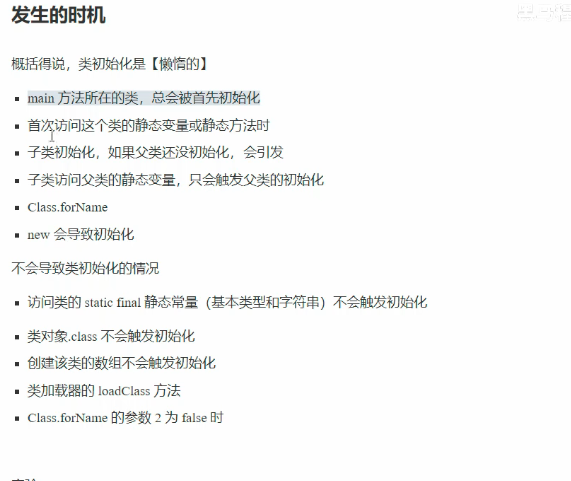 发生的时机
概括得说，类初始化是【懒惰的】
main 方法所在的类，总会被首先初始化
首次访问这个类的静态变量或静态方法时
子类初始化，如果父类还没初始化，会引发
子类访问父类的静态变量，只会触发父类的初始化
Class.forName
new 会导致初始化
不会导致类初始化的情况
访问类的 static final 静态常量（基本类型和字符串）不会触发初始化
类对象.class 不会触发初始化
创建该类的数组不会触发初始化
类加载器的 loadClass 方法
Class.forName 的参数 2 为 false 时